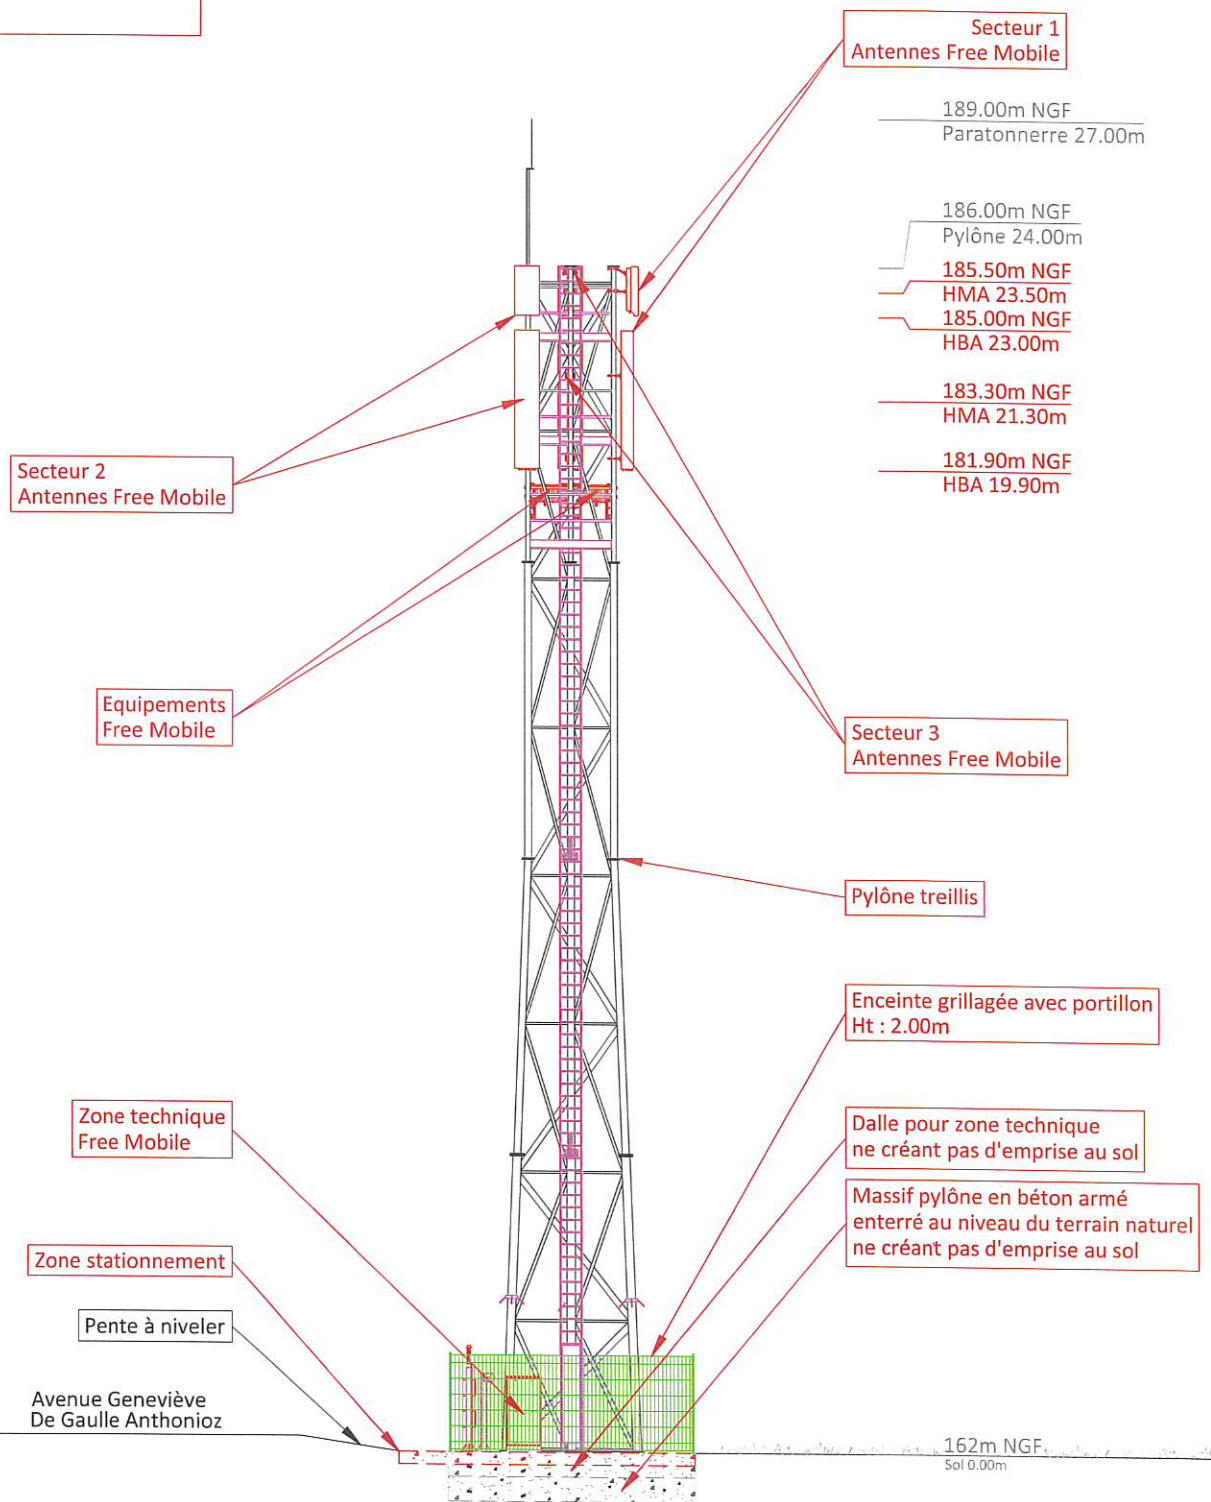 Secteur 1
Antennes Free Mobile
189.00m NGF
Paratonnerre 27.00m
186.00m NGF
Pylône 24.00m
185.50m NGF
HMA 23.50m
185.00m NGF
HBA 23.00m
183.30m NGF
HMA 21.30m
181.90m NGF
HBA 19.90m
Secteur 2
Antennes Free Mobile
Equipements
Free Mobile
Secteur 3
Antennes Free Mobile
Pylône treillis
Enceinte grillagée avec portillon
Ht : 2.00m
Zone technique
Free Mobile
Dalle pour zone technique
ne créant pas d'emprise au sol
Massif pylône en béton armé
enterré au niveau du terrain naturel
ne créant pas d'emprise au sol
Zone stationnement
Pente à niveler
Avenue Geneviève
De Gaulle Anthonioz
162m NGF
Sol 0.00m